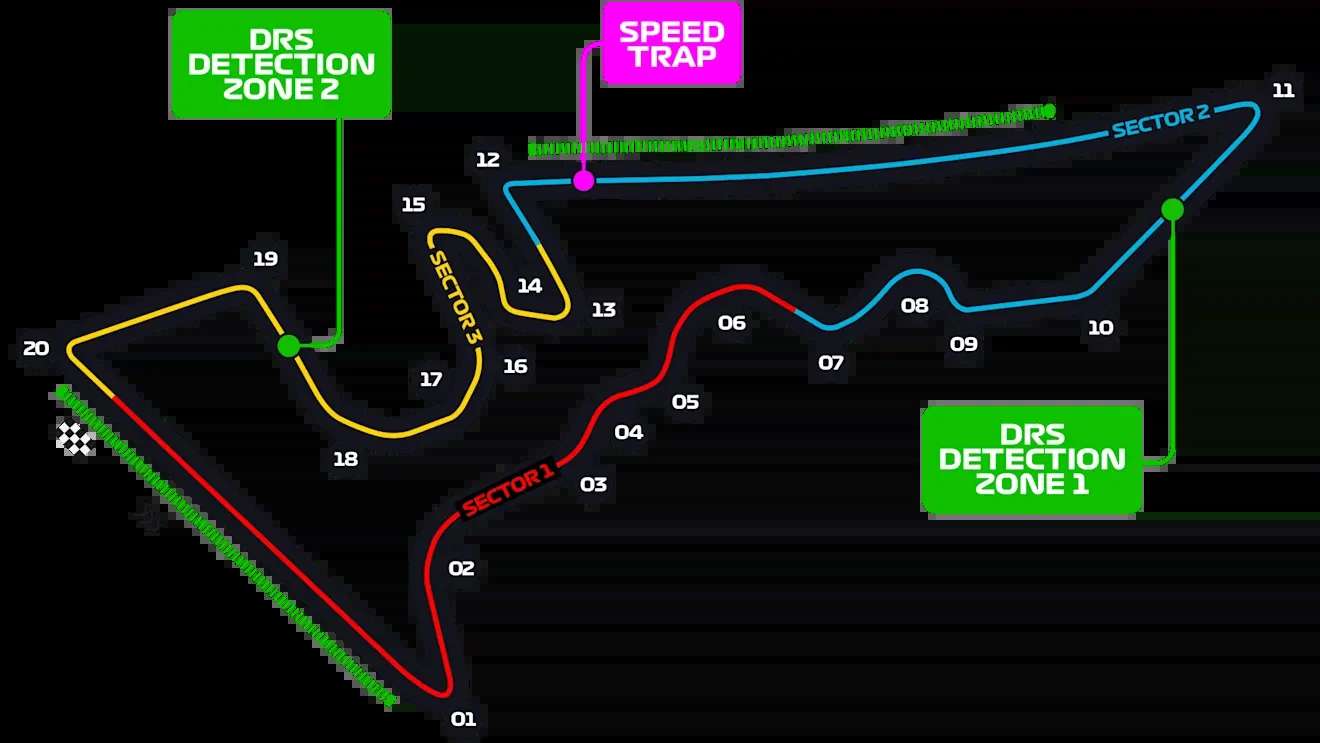 DRS
DETECTION
ZONE 2
SPEED
TRAP
11
SECTOR 2
12
15
19
14
13
SECTOR 3
08
06
10
09
20
07
16
17
05
04
18
DRS
DETECTION
ZONE 1
SECTOR 1
03
02
01